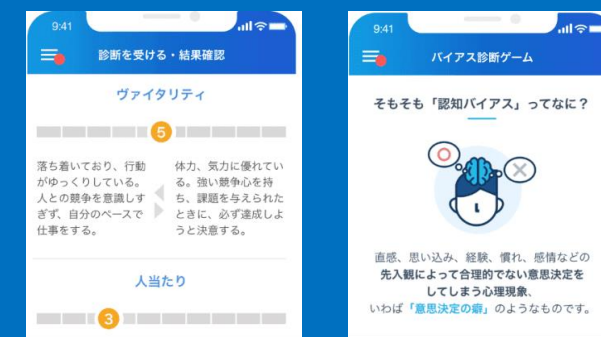 9:41
診断を受ける・結果確認
ヴァイタリティ
5
落ち着いており、行動
がゆっくりしている。
人との競争を意識しす
ぎず、自分のペースで
仕事をする。
体力、気力に優れてい
る。強い競争心を持
ち、課題を与えられた
ときに、必ず達成しよ
うと決意する。
人当たり
3
9:41
バイアス診断ゲーム
そもそも「認知バイアス」ってなに？
直感、思い込み、経験、慣れ、感情などの
先入観によって合理的でない意思決定を
してしまう心理現象、
いわば「意思決定の癖」のようなものです。